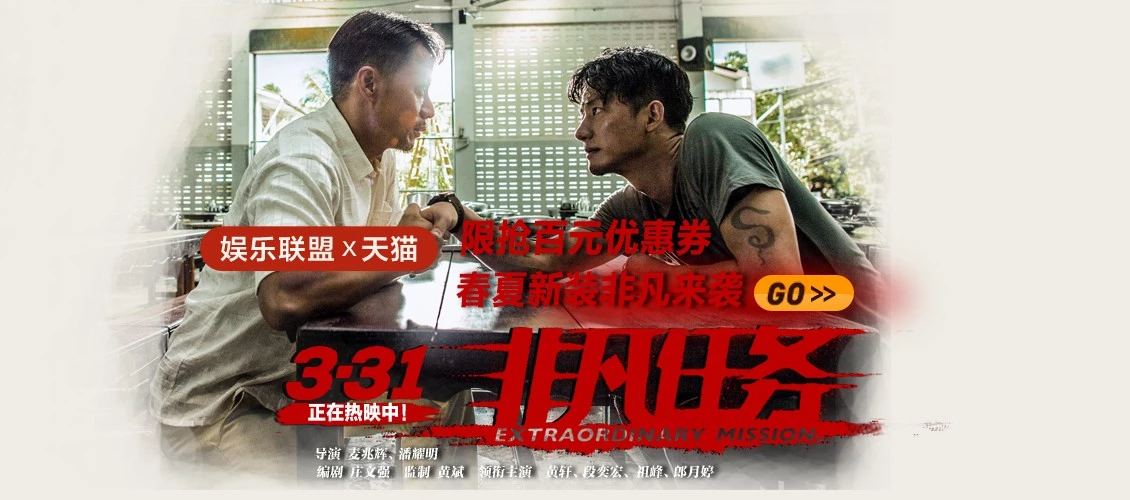 娱乐联盟 X 天猫
限抢百元优惠券
春夏新装非凡来袭 GO >>
3·31
正在热映中!
非凡任务
EXTRAORDINARY MISSION
导演 麦兆辉、潘耀明
编剧 庄文强 监制 黄斌 领衔主演 黄轩、段奕宏、祖峰、郎月婷